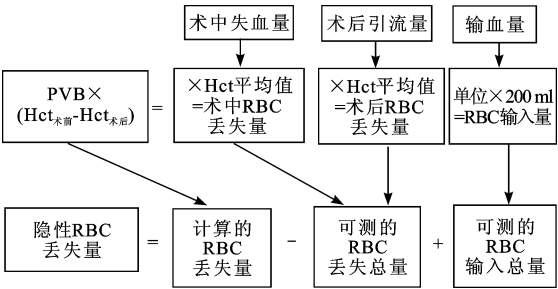 术中失血量
术后引流量
输血量
PVB×
(Hct术前-Hct术后)
=
×Hct平均值
=术中RBC
丢失量
×Hct平均值
=术后RBC
丢失量
单位×200 ml
=RBC输入量
隐性RBC
丢失量
=
计算的
RBC
丢失量
-
可测的
RBC
丢失总量
+
可测的
RBC
输入总量